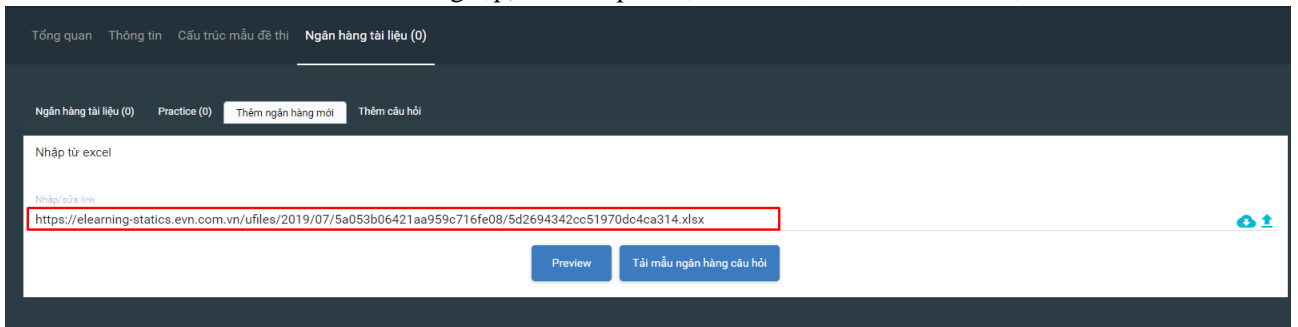 Tổng quan Thông tin Cấu trúc mẫu đề thi Ngân hàng tài liệu (0)
Ngân hàng tài liệu (0) Practice (0) Thêm ngân hàng mới Thêm câu hỏi
Nhập từ excel
Nhập/sửa link
https://elearning-statics.evn.com.vn/ufiles/2019/07/5a053b06421aa959c716fe08/5d2694342cc51970dc4ca314.xlsx
Preview Tải mẫu ngân hàng câu hỏi